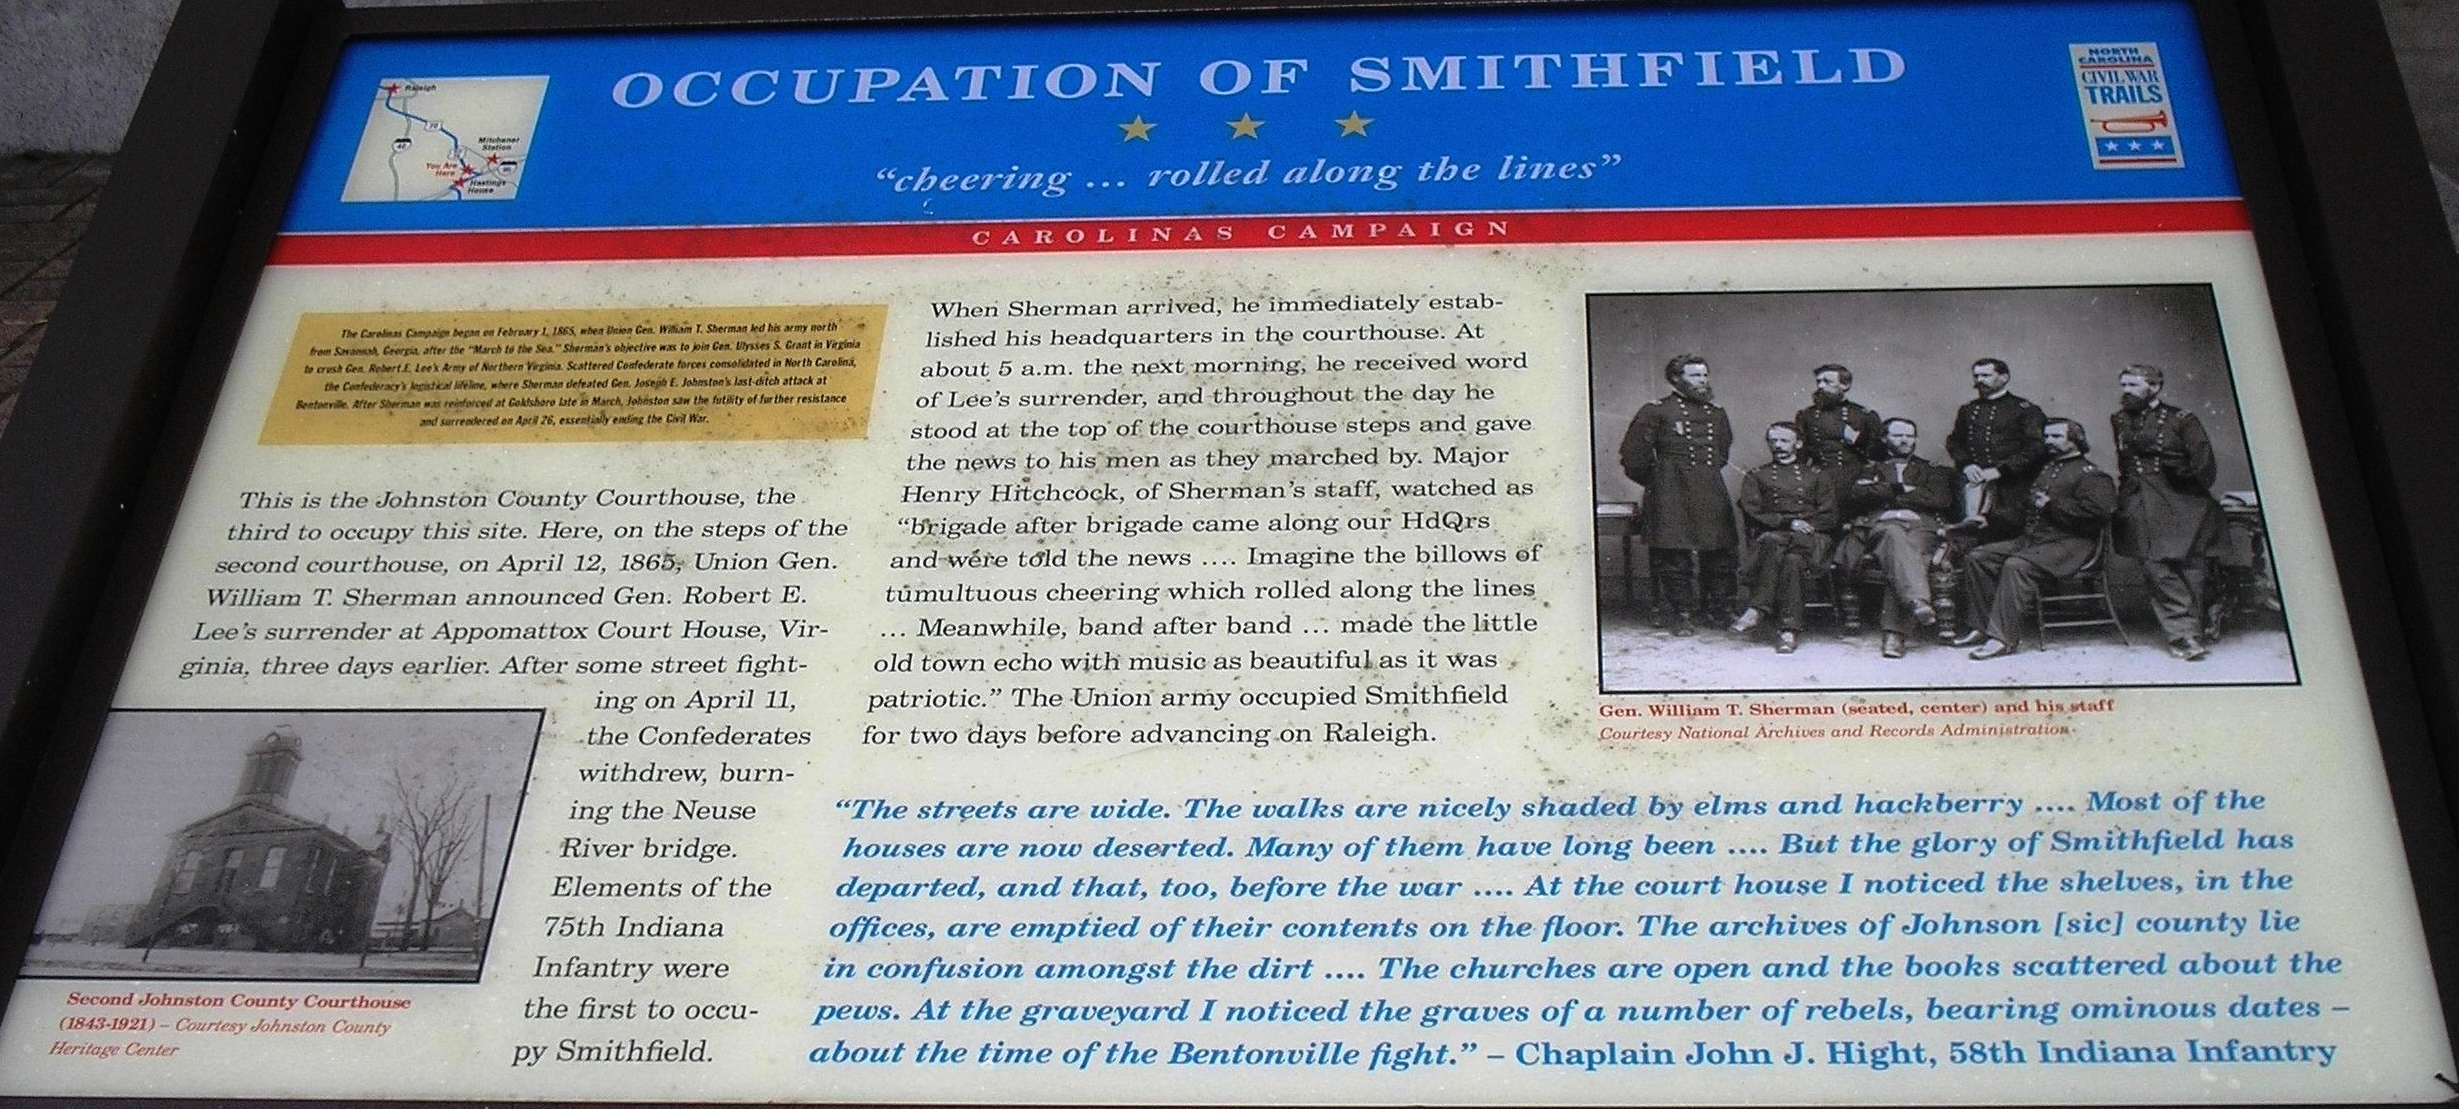 OCCUPATION OF SMITHFIELD
"cheering ... rolled along the lines"
CAROLINAS CAMPAIGN
Raleigh
70
40
Mitchener
Station
95
You Are
Here
Hastings
House
NORTH
CAROLINA
CIVIL WAR
TRAILS
The Carolinas Campaign began on February 1, 1865, when Union Gen. William T. Sherman led his army north
from Savannah, Georgia, after the "March to the Sea." Sherman's objective was to join Gen. Ulysses S. Grant in Virginia
to crush Gen. Robert E. Lee's Army of Northern Virginia. Scattered Confederate forces consolidated in North Carolina,
the Confederacy's logistical lifeline, where Sherman defeated Gen. Joseph E. Johnston's last-ditch attack at
Bentonville. After Sherman was reinforced at Goldsboro late in March, Johnston saw the futility of further resistance
and surrendered on April 26, essentially ending the Civil War.
This is the Johnston County Courthouse, the
third to occupy this site. Here, on the steps of the
second courthouse, on April 12, 1865, Union Gen.
William T. Sherman announced Gen. Robert E.
Lee's surrender at Appomattox Court House, Vir-
ginia, three days earlier. After some street fight-
ing on April 11,
the Confederates
withdrew, burn-
ing the Neuse
River bridge.
Elements of the
75th Indiana
Infantry were
the first to occu-
py Smithfield.
Second Johnston County Courthouse
(1843-1921) – Courtesy Johnston County
Heritage Center
When Sherman arrived, he immediately estab-
lished his headquarters in the courthouse. At
about 5 a.m. the next morning, he received word
of Lee's surrender, and throughout the day he
stood at the top of the courthouse steps and gave
the news to his men as they marched by. Major
Henry Hitchcock, of Sherman's staff, watched as
"brigade after brigade came along our HdQrs
and were told the news .... Imagine the billows of
tumultuous cheering which rolled along the lines
... Meanwhile, band after band ... made the little
old town echo with music as beautiful as it was
patriotic." The Union army occupied Smithfield
for two days before advancing on Raleigh.
Gen. William T. Sherman (seated, center) and his staff
Courtesy National Archives and Records Administration
"The streets are wide. The walks are nicely shaded by elms and hackberry .... Most of the
houses are now deserted. Many of them have long been .... But the glory of Smithfield has
departed, and that, too, before the war .... At the court house I noticed the shelves, in the
offices, are emptied of their contents on the floor. The archives of Johnson [sic] county lie
in confusion amongst the dirt .... The churches are open and the books scattered about the
pews. At the graveyard I noticed the graves of a number of rebels, bearing ominous dates –
about the time of the Bentonville fight." – Chaplain John J. Hight, 58th Indiana Infantry